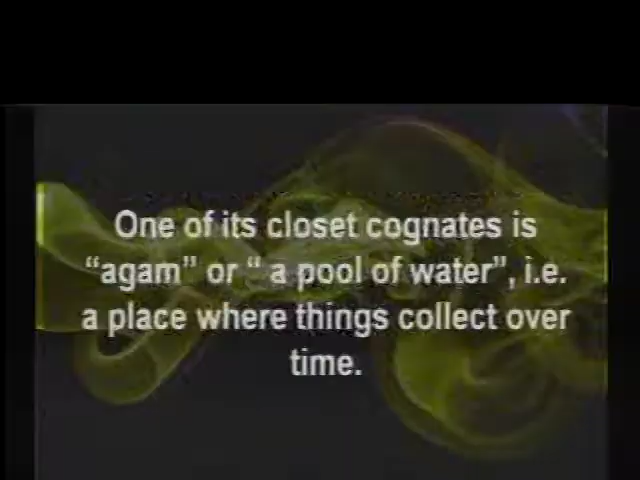 One of its closet cognates is
“agam” or “ a pool of water”, i.e.
a place where things collect over
time.